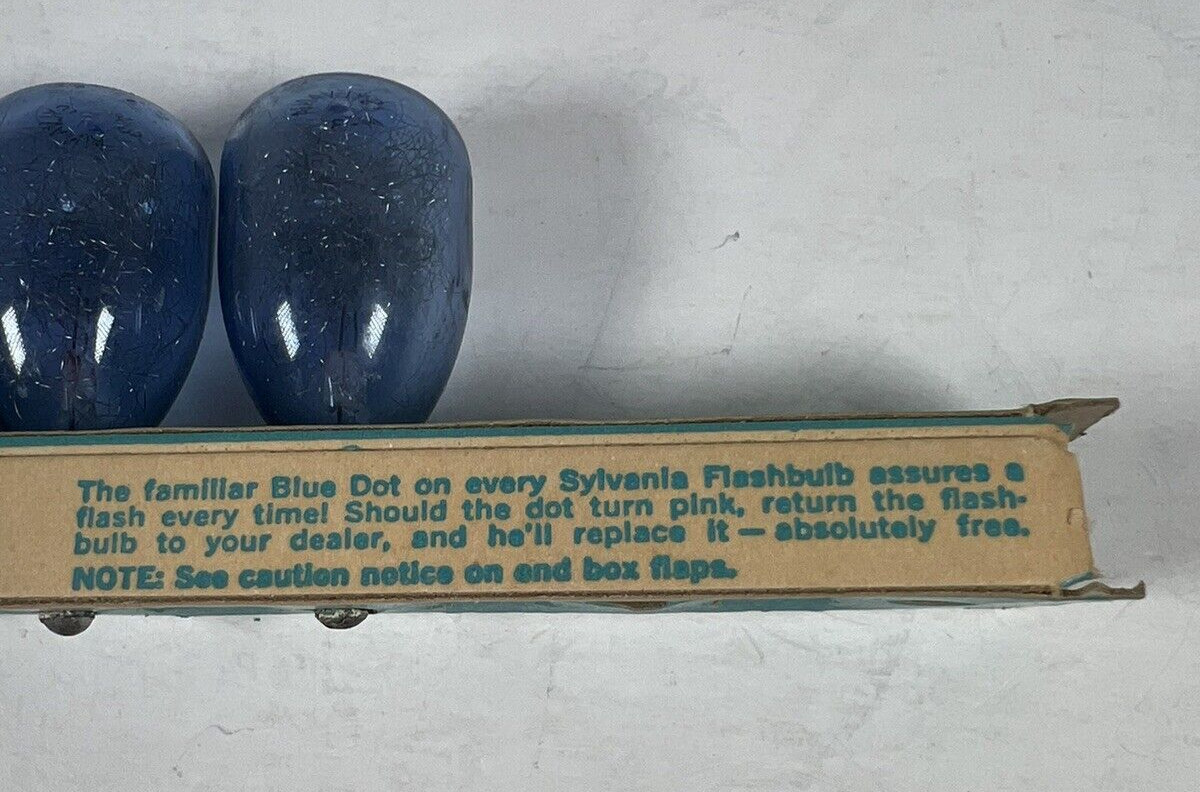 The familiar Blue Dot on every Sylvania Flashbulb assures a
flash every time! Should the dot turn pink, return the flash-
bulb to your dealer, and he'll replace it — absolutely free.
NOTE: See caution notice on end box flaps.